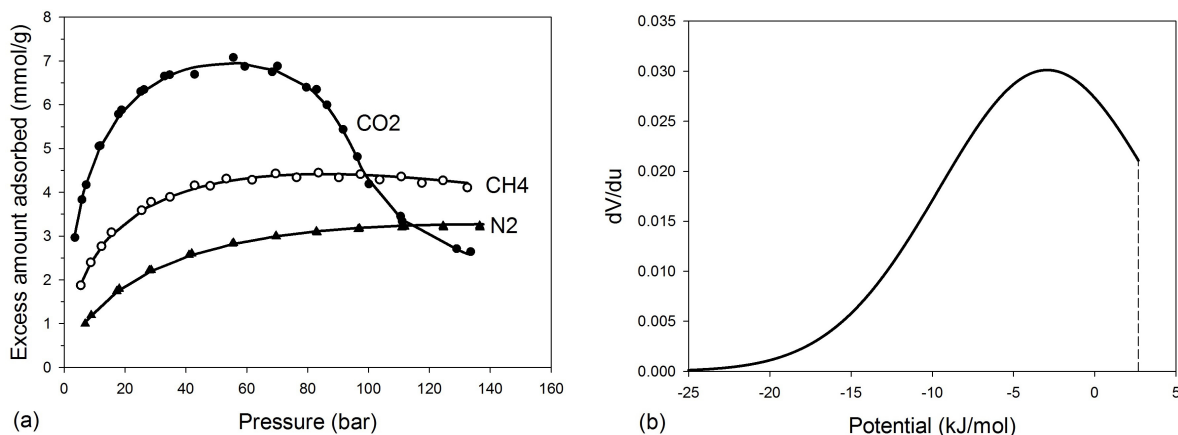 8
7
6
5
4
3
2
1
0
Excess amount adsorbed (mmol/g)
CO2
CH4
N2
0 20 40 60 80 100 120 140 160
(a) Pressure (bar)
0.035
0.030
0.025
0.020
0.015
0.010
0.005
0.000
dV/du
-25 -20 -15 -10 -5 0 5
(b) Potential (kJ/mol)